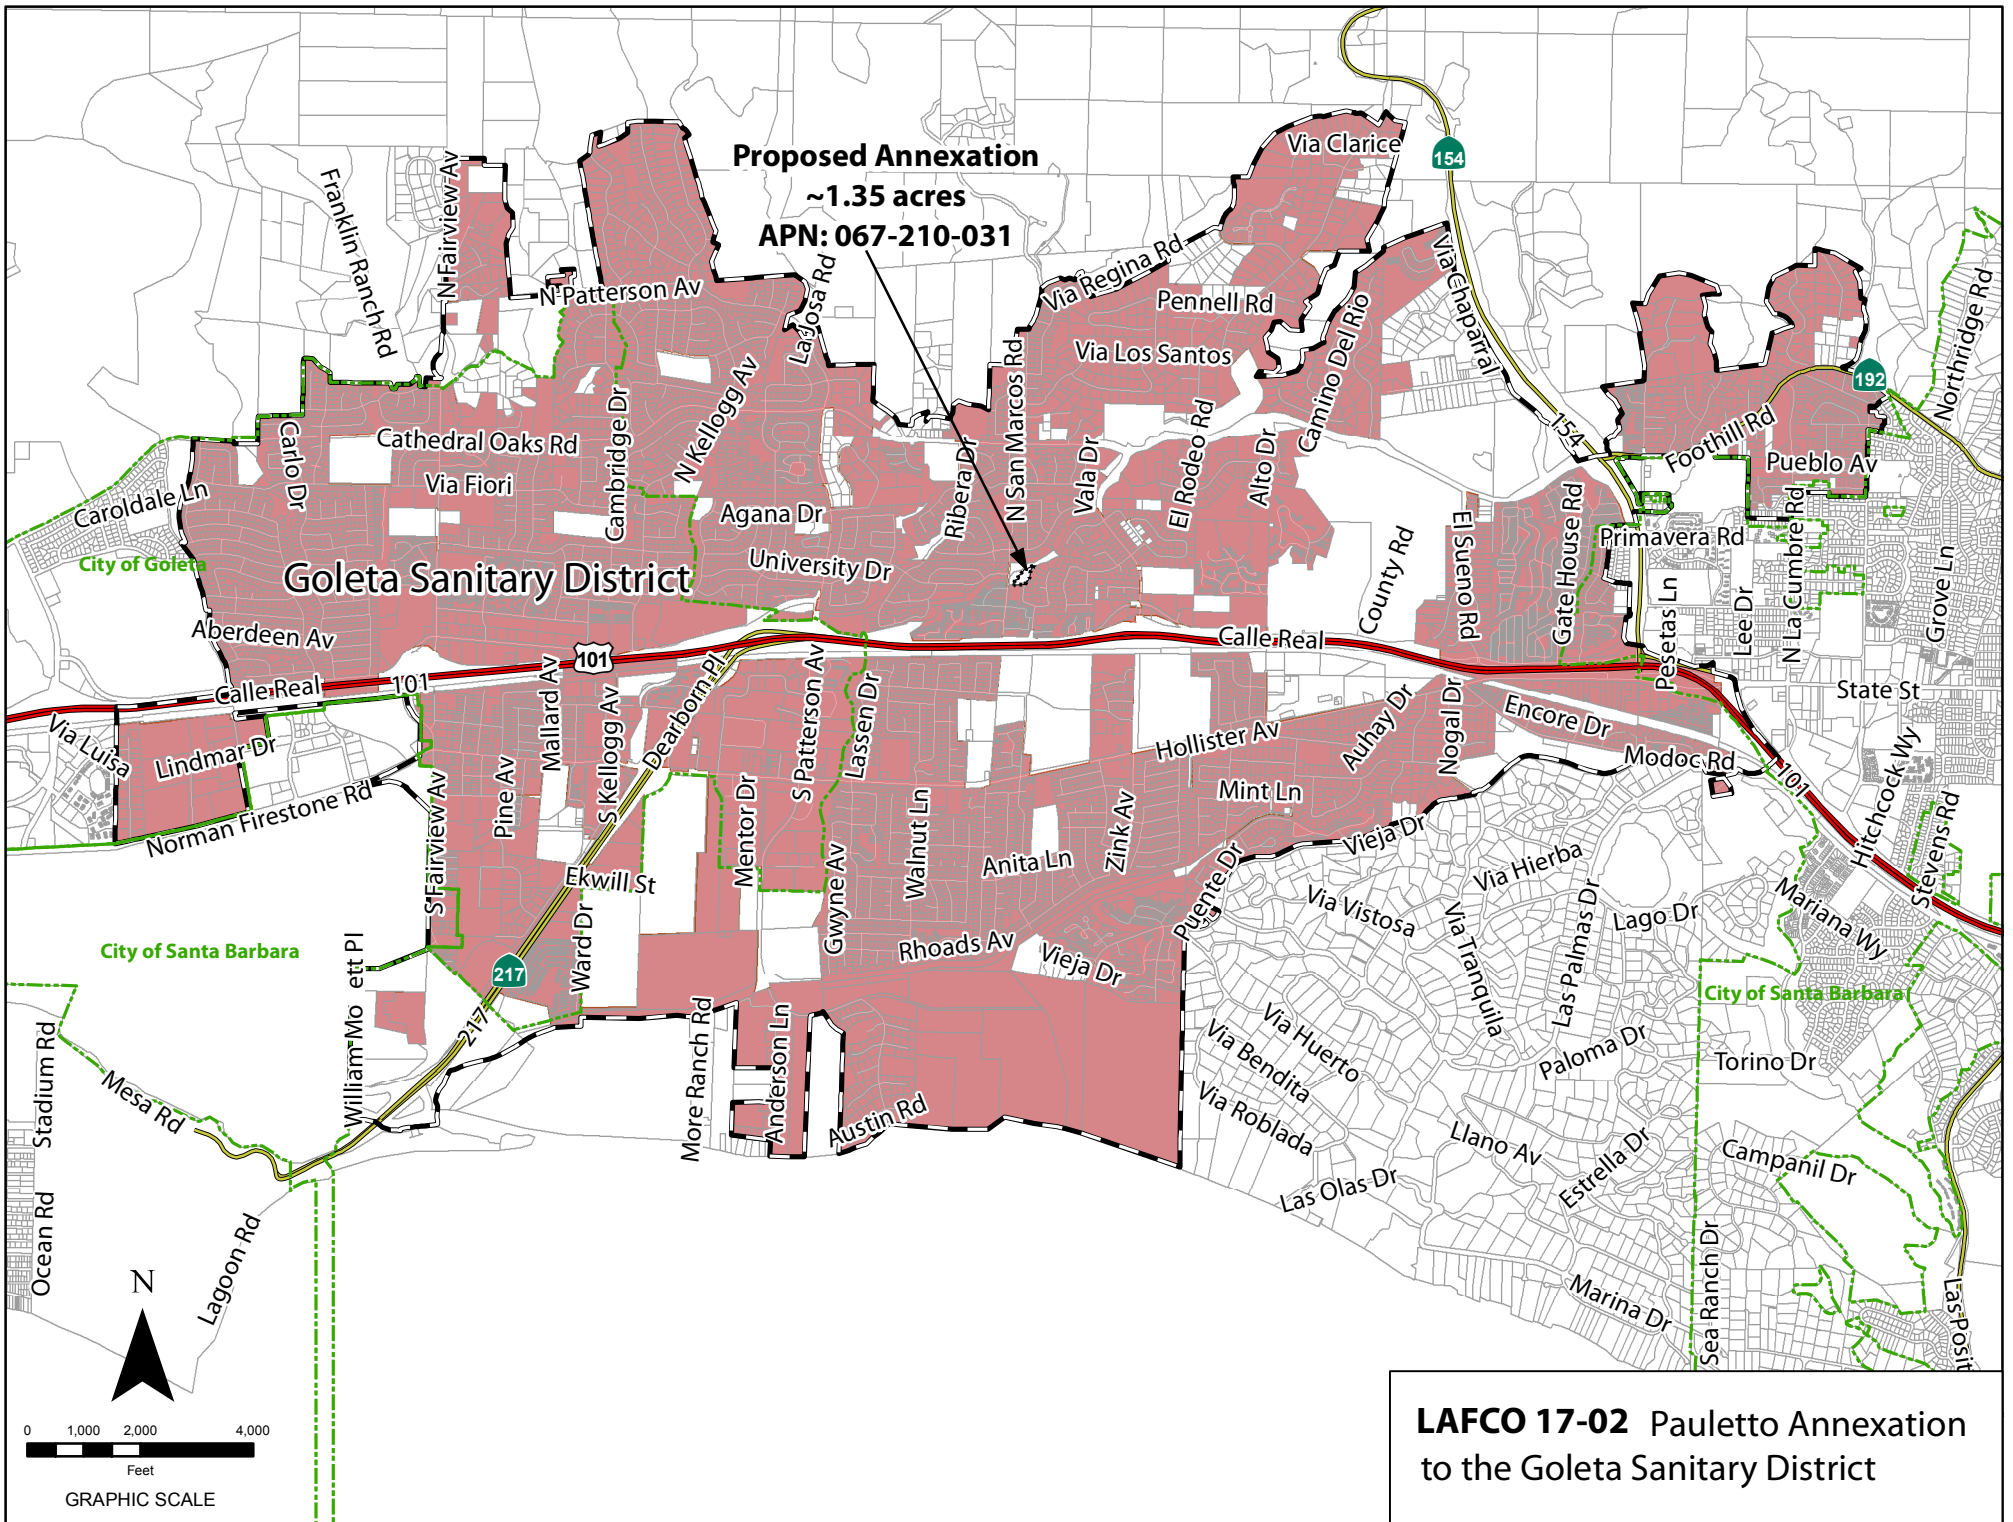 Proposed Annexation
~1.35 acres
APN: 067-210-031
Via Clarice
154
Franklin Ranch Rd
N Fairview Av
N Patterson Av
La Josa Rd
Via Regina Rd
Pennell Rd
Via Los Santos
Camino Del Rio
Via Chaparral
154
192
Northridge Rd
Foothill Rd
Pueblo Av
Carlo Dr
Cathedral Oaks Rd
Via Fiori
Cambridge Dr
N Kellogg Av
Agana Dr
University Dr
Ribera Dr
N San Marcos Rd
Vala Dr
El Rodeo Rd
Alto Dr
County Rd
El Sueno Rd
Gate House Rd
Primavera Rd
Pesetas Ln
Lee Dr
N La Cumbre Rd
Grove Ln
Caroldale Ln
City of Goleta
Goleta Sanitary District
Aberdeen Av
Calle Real
101
101
Calle Real
State St
Via Luisa
Lindmar Dr
Norman Firestone Rd
S Fairview Av
Pine Av
Mallard Av
S Kellogg Av
Dearborn Pl
Mentor Dr
S Patterson Av
Lassen Dr
Gwyne Av
Walnut Ln
Anita Ln
Zink Av
Hollister Av
Mint Ln
Auhay Dr
Nogal Dr
Encore Dr
Modoc Rd
101
Hitchcock Wy
Stevens Rd
Mariana Wy
Vieja Dr
Puente Dr
Via Hierba
Via Vistosa
Via Tranquila
Las Palmas Dr
Lago Dr
Ekwill St
Ward Dr
217
217
City of Santa Barbara
William Mo ett Pl
Rhoads Av
Vieja Dr
City of Santa Barbara
Via Huerto
Via Bendita
Via Roblada
Paloma Dr
Torino Dr
Llano Av
Estrella Dr
Campanil Dr
Las Olas Dr
Marina Dr
Sea Ranch Dr
Las Posit
More Ranch Rd
Anderson Ln
Austin Rd
Stadium Rd
Mesa Rd
Ocean Rd
Lagoon Rd
N
0 1,000 2,000 4,000
Feet
GRAPHIC SCALE
LAFCO 17-02 Pauletto Annexation
to the Goleta Sanitary District